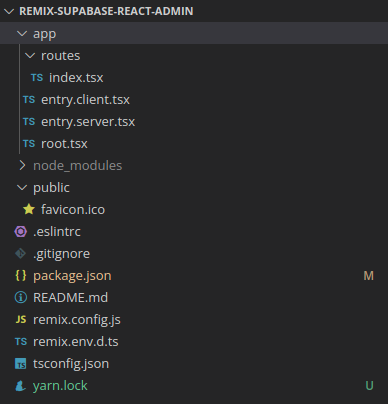 REMIX-SUPABASE-REACT-ADMIN
app
routes
TS index.tsx
TS entry.client.tsx
TS entry.server.tsx
TS root.tsx
node_modules
public
favicon.ico
.eslintrc
.gitignore
{} package.json M
README.md
JS remix.config.js
TS remix.env.d.ts
TS tsconfig.json
yarn.lock U